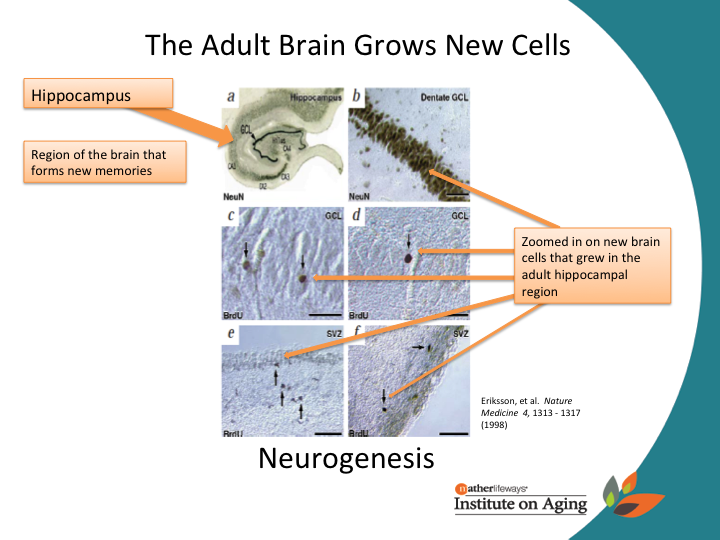 The Adult Brain Grows New Cells
Hippocampus
Region of the brain that
forms new memories
a
Hippocampus
GCL
CA1
CA2
CA3
CA4
NeuN
b
Dentate GCL
NeuN
c
GCL
BrdU
d
GCL
BrdU
e
SVZ
BrdU
f
SVZ
BrdU
Zoomed in on new brain
cells that grew in the
adult hippocampal
region
Eriksson, et al. Nature
Medicine 4, 1313 - 1317
(1998)
Neurogenesis
matherlifeways
Institute on Aging